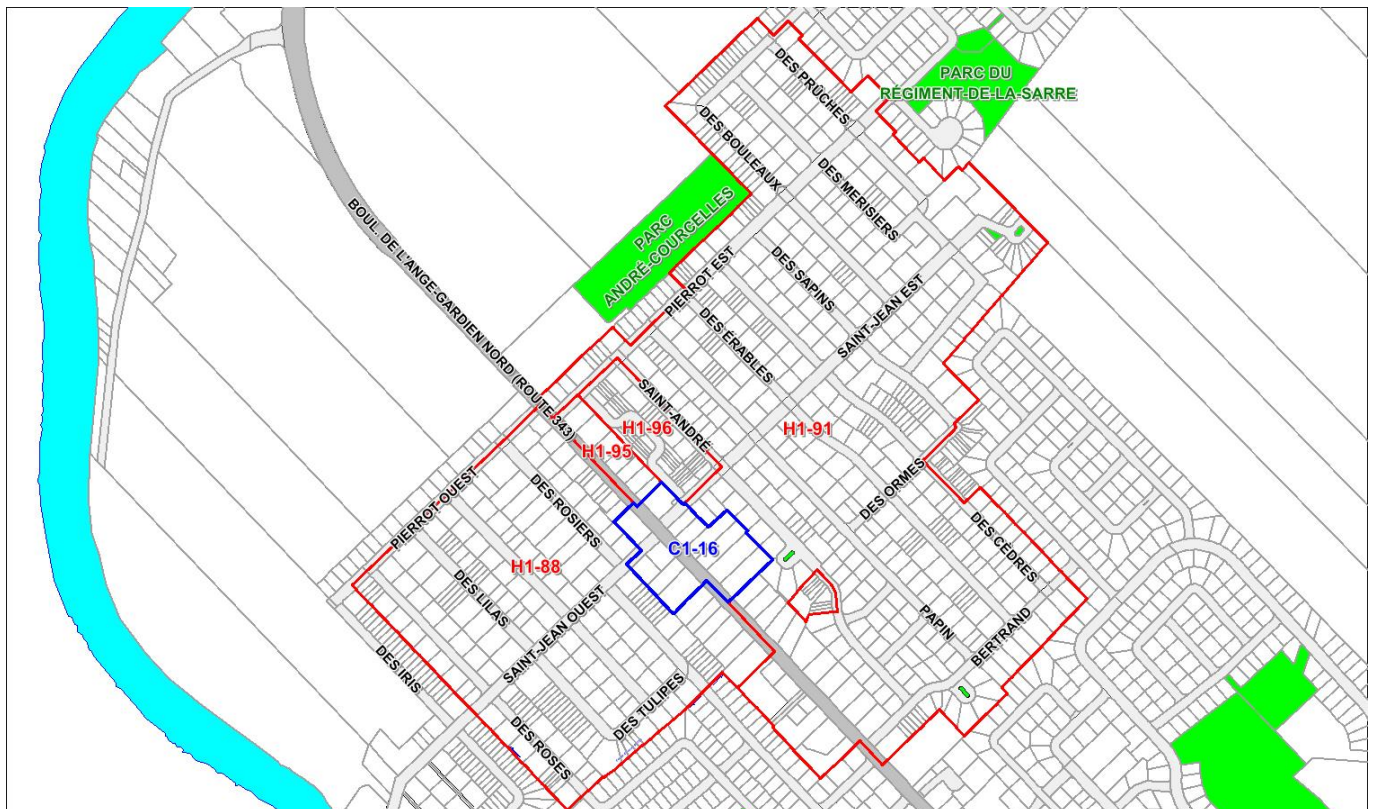 DES PRÛCHES
PARC DU
RÉGIMENT-DE-LA-SARRE
DES BOULEAUX
DES MERISIERS
PARC
ANDRÉ-COURCELLES
BOUL. DE L'ANGE-GARDIEN NORD (ROUTE 343)
PIERROT EST
DES SAPINS
SAINT-JEAN EST
DES ÉRABLES
SAINT-ANDRÉ
H1-96
H1-91
H1-95
PIERROT OUEST
DES ROSIERS
DES ORMES
DES CÈDRES
C1-16
H1-88
DES LILAS
SAINT-JEAN OUEST
PAPIN
BERTRAND
DES IRIS
DES TULIPES
DES ROSES